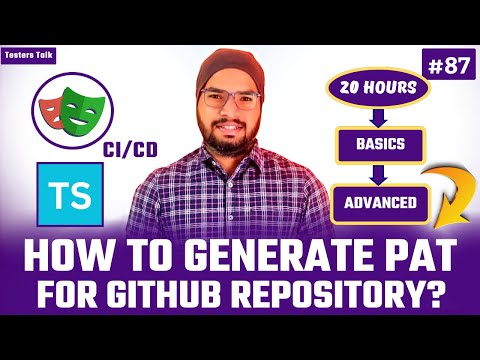 Testers Talk
#87
CI/CD
TS
20 HOURS
BASICS
ADVANCED
HOW TO GENERATE PAT
FOR GITHUB REPOSITORY?